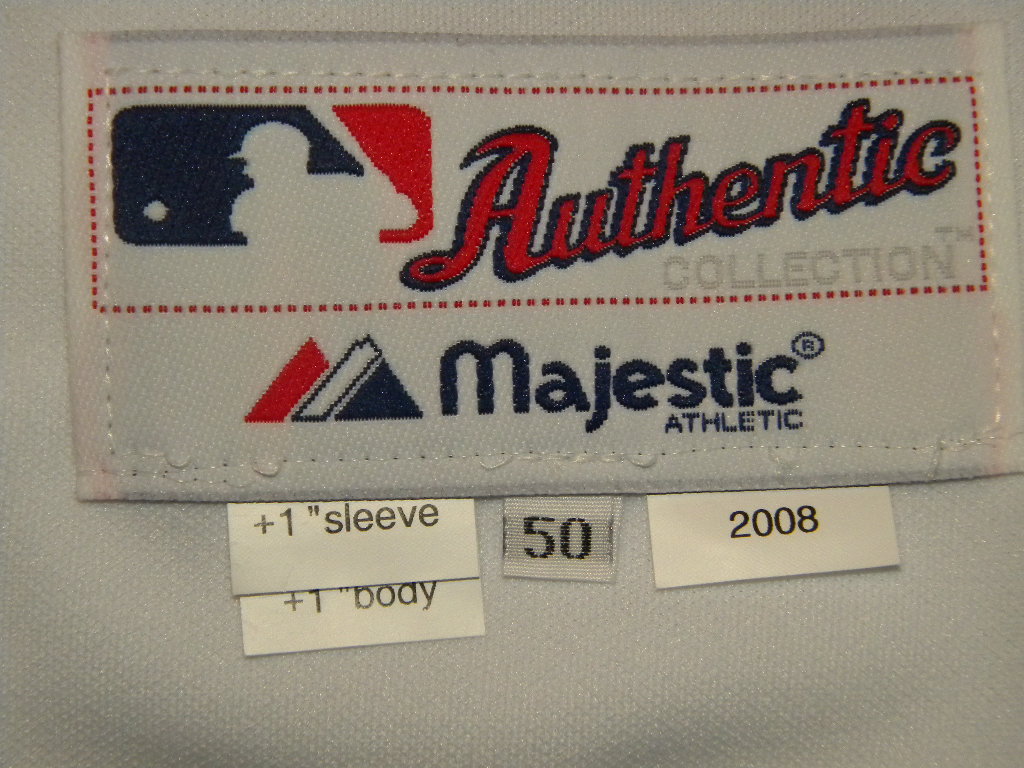 Authentic
COLLECTION™
Majestic®
ATHLETIC
+1 "sleeve
50
2008
+1 "body